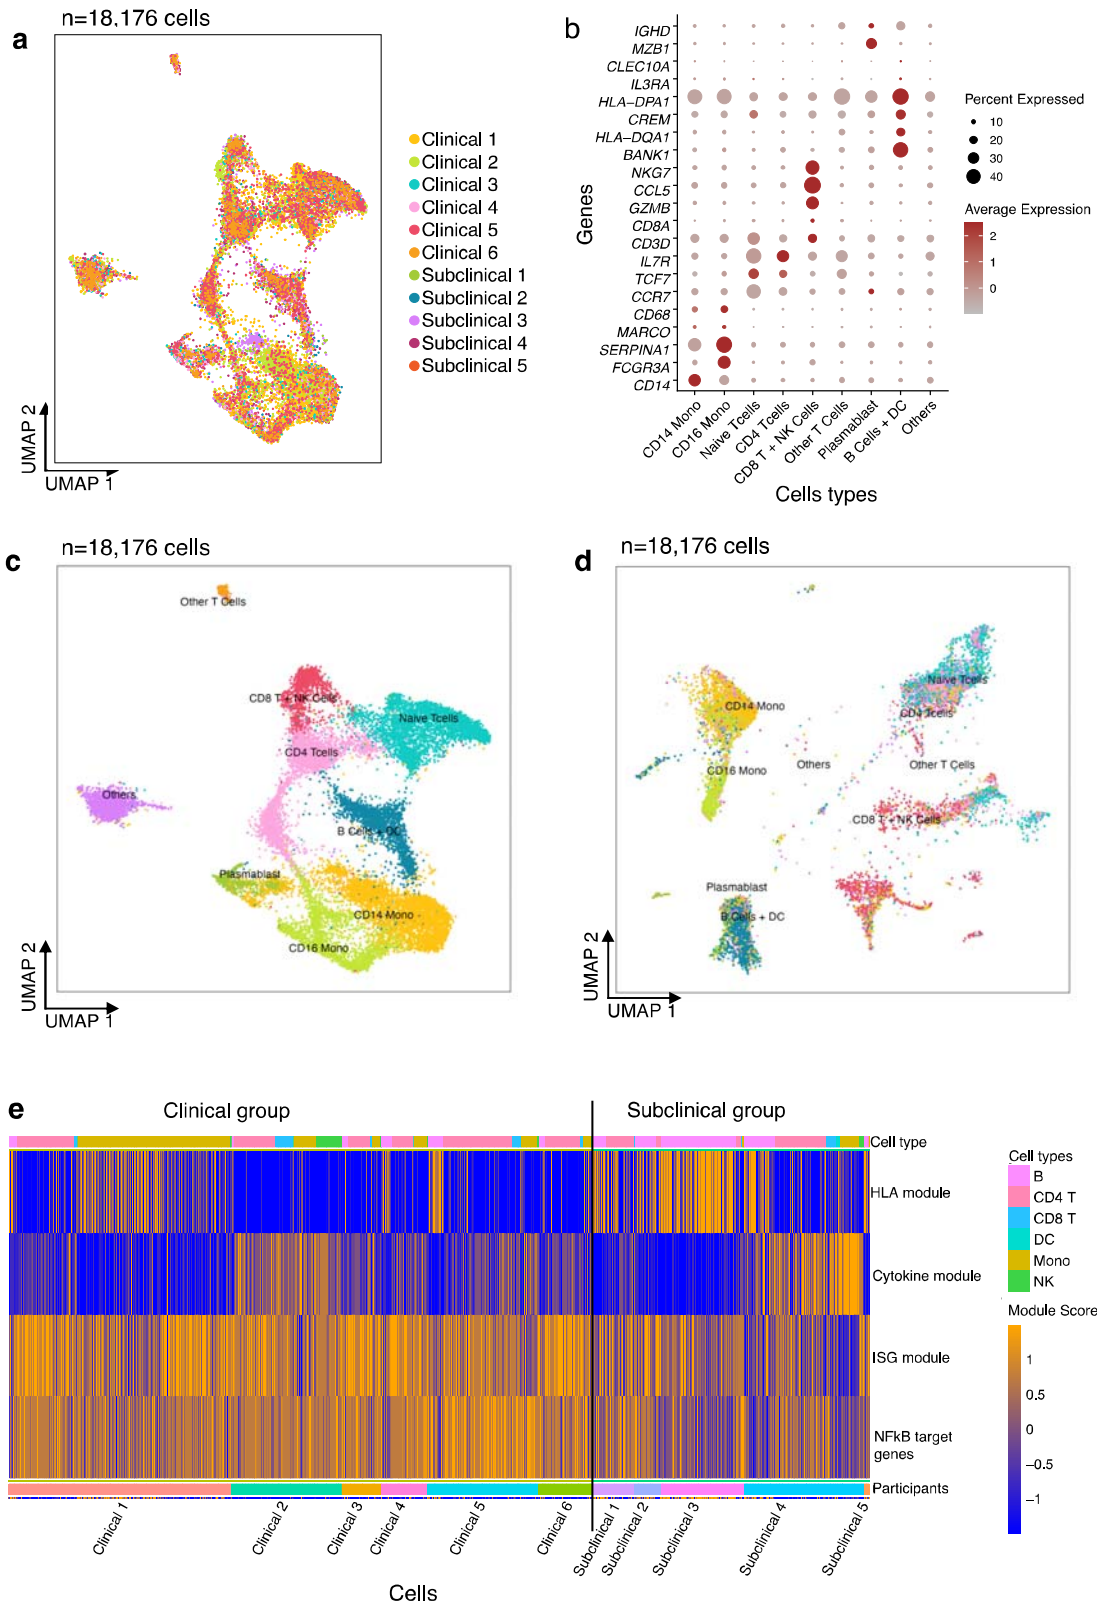 a
n=18,176 cells
Clinical 1
Clinical 2
Clinical 3
Clinical 4
Clinical 5
Clinical 6
Subclinical 1
Subclinical 2
Subclinical 3
Subclinical 4
Subclinical 5
UMAP 2
UMAP 1
b
Genes
IGHD
MZB1
CLEC10A
IL3RA
HLA-DPA1
CREM
HLA-DQA1
BANK1
NKG7
CCL5
GZMB
CD8A
CD3D
IL7R
TCF7
CCR7
CD68
MARCO
SERPINA1
FCGR3A
CD14
CD14 Mono
CD16 Mono
Naive Tcells
CD4 Tcells
CD8 T + NK Cells
Other T Cells
Plasmablast
B Cells + DC
Others
Cells types
Percent Expressed
10
20
30
40
Average Expression
2
1
0
c
n=18,176 cells
Other T Cells
CD8 T + NK Cells
Naive Tcells
CD4 Tcells
Others
B Cells + DC
Plasmablast
CD14 Mono
CD16 Mono
UMAP 2
UMAP 1
d
n=18,176 cells
Naive Tcells
CD14 Mono
CD4 Tcells
CD16 Mono
Others
Other T Cells
CD8 T + NK Cells
Plasmablast
B Cells + DC
UMAP 2
UMAP 1
e
Clinical group
Subclinical group
Cell type
HLA module
Cytokine module
ISG module
NFkB target
genes
Participants
Clinical 1
Clinical 2
Clinical 3
Clinical 4
Clinical 5
Clinical 6
Subclinical 1
Subclinical 2
Subclinical 3
Subclinical 4
Subclinical 5
Cells
Cell types
B
CD4 T
CD8 T
DC
Mono
NK
Module Score
1
0.5
0
−0.5
−1